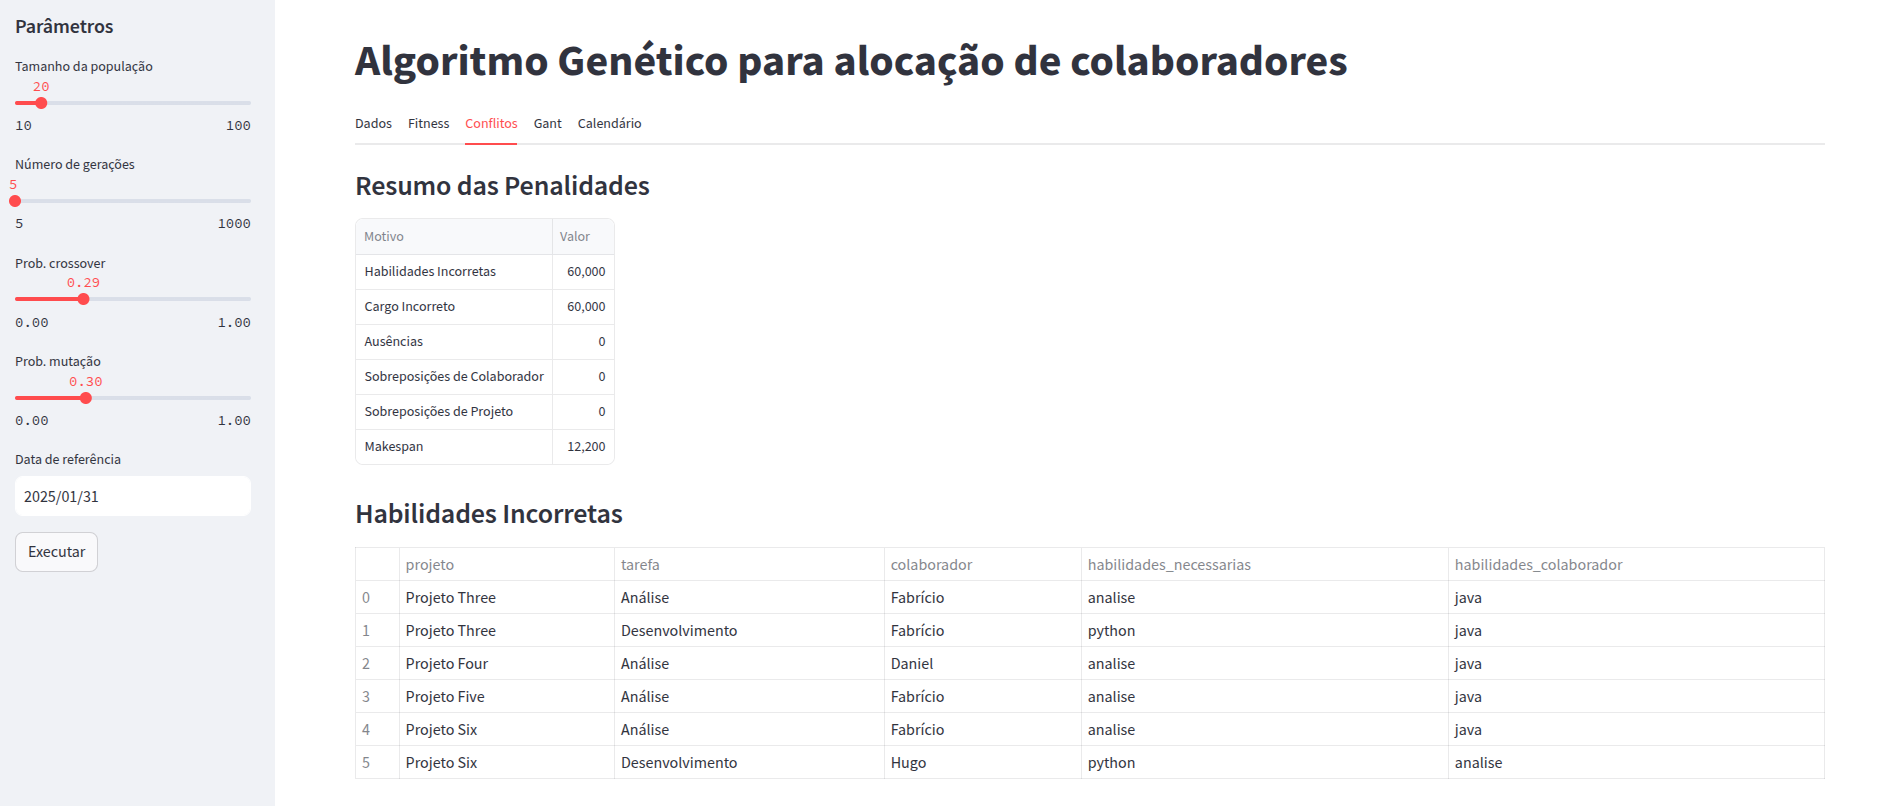 Parâmetros
Tamanho da população
20
10 100
Número de gerações
5
5 1000
Prob. crossover
0.29
0.00 1.00
Prob. mutação
0.30
0.00 1.00
Data de referência
2025/01/31
Executar
Algoritmo Genético para alocação de colaboradores
Dados Fitness Conflitos Gant Calendário
Resumo das Penalidades
Motivo Valor
Habilidades Incorretas 60,000
Cargo Incorreto 60,000
Ausências 0
Sobreposições de Colaborador 0
Sobreposições de Projeto 0
Makespan 12,200
Habilidades Incorretas
projeto tarefa colaborador habilidades_necessarias habilidades_colaborador
0 Projeto Three Análise Fabrício analise java
1 Projeto Three Desenvolvimento Fabrício python java
2 Projeto Four Análise Daniel analise java
3 Projeto Five Análise Fabrício analise java
4 Projeto Six Análise Fabrício analise java
5 Projeto Six Desenvolvimento Hugo python analise